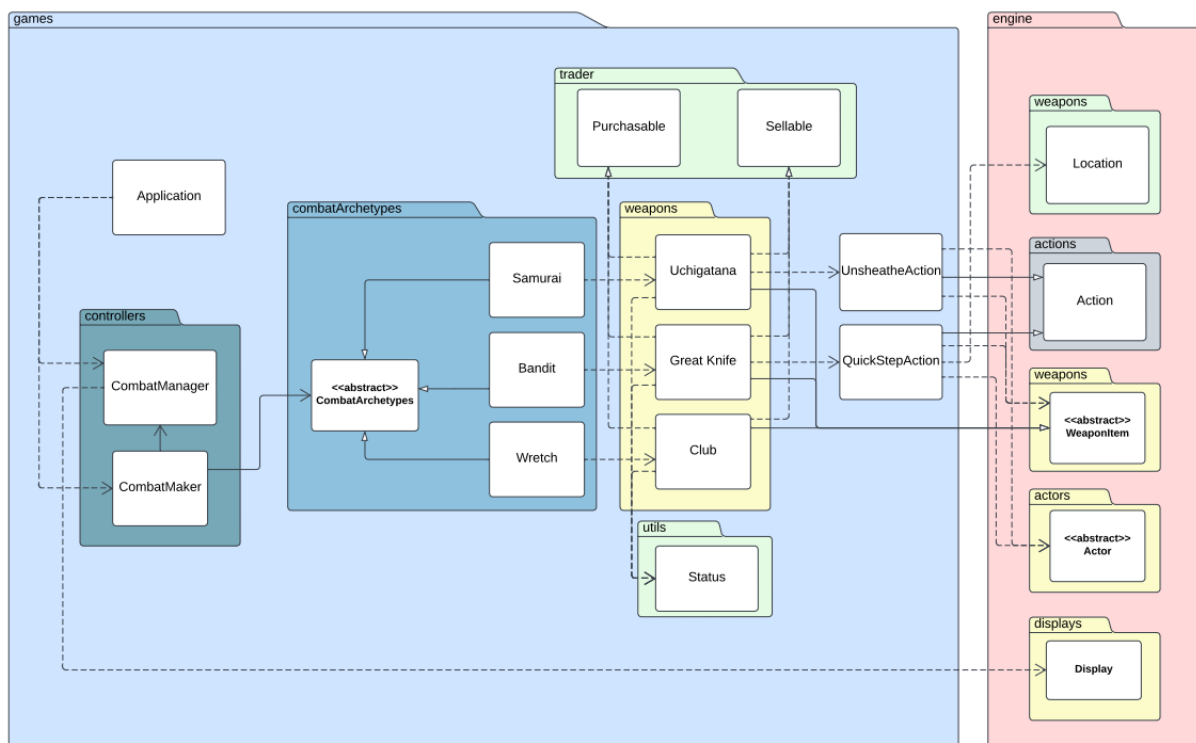 games
engine
trader
Purchasable
Sellable
weapons
Location
Application
combatArchetypes
weapons
Samurai
Uchigatana
UnsheatheAction
actions
Action
controllers
CombatManager
<<abstract>>
CombatArchetypes
Bandit
Great Knife
QuickStepAction
weapons
<<abstract>>
WeaponItem
CombatMaker
Wretch
Club
actors
<<abstract>>
Actor
utils
Status
displays
Display